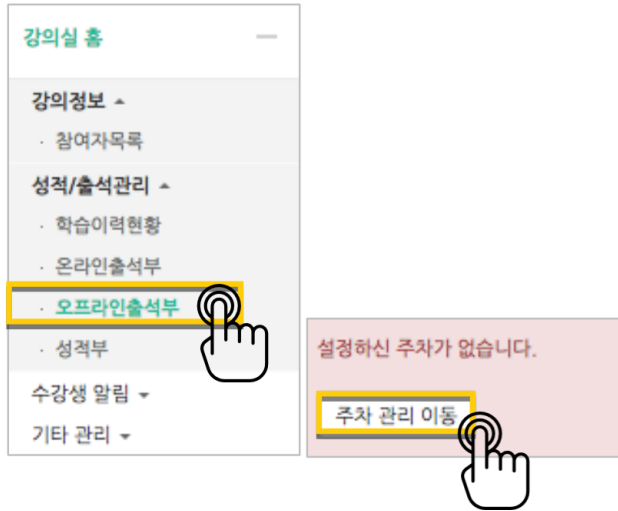 강의실 홈
강의정보
· 참여자목록
성적/출석관리
· 학습이력현황
· 온라인출석부
· 오프라인출석부
· 성적부
수강생 알림
기타 관리
설정하신 주차가 없습니다.
주차 관리 이동